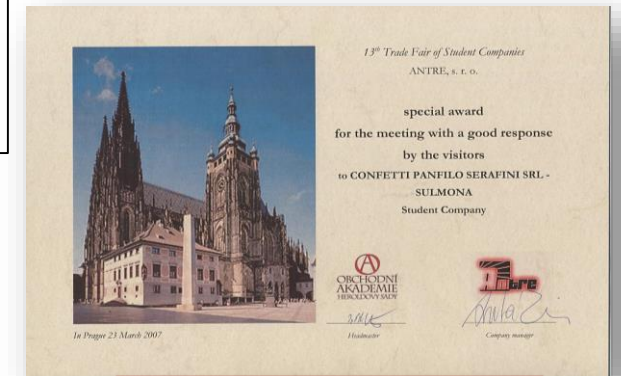 13th Trade Fair of Student Companies
ANTRE, s. r. o.
special award
for the meeting with a good response
by the visitors
to CONFETTI PANFILO SERAFINI SRL -
SULMONA
Student Company
OBCHODNÍ
AKADEMIE
HEROLDOVY SADY
Antre
Headmaster
Company manager
In Prague 23 March 2007